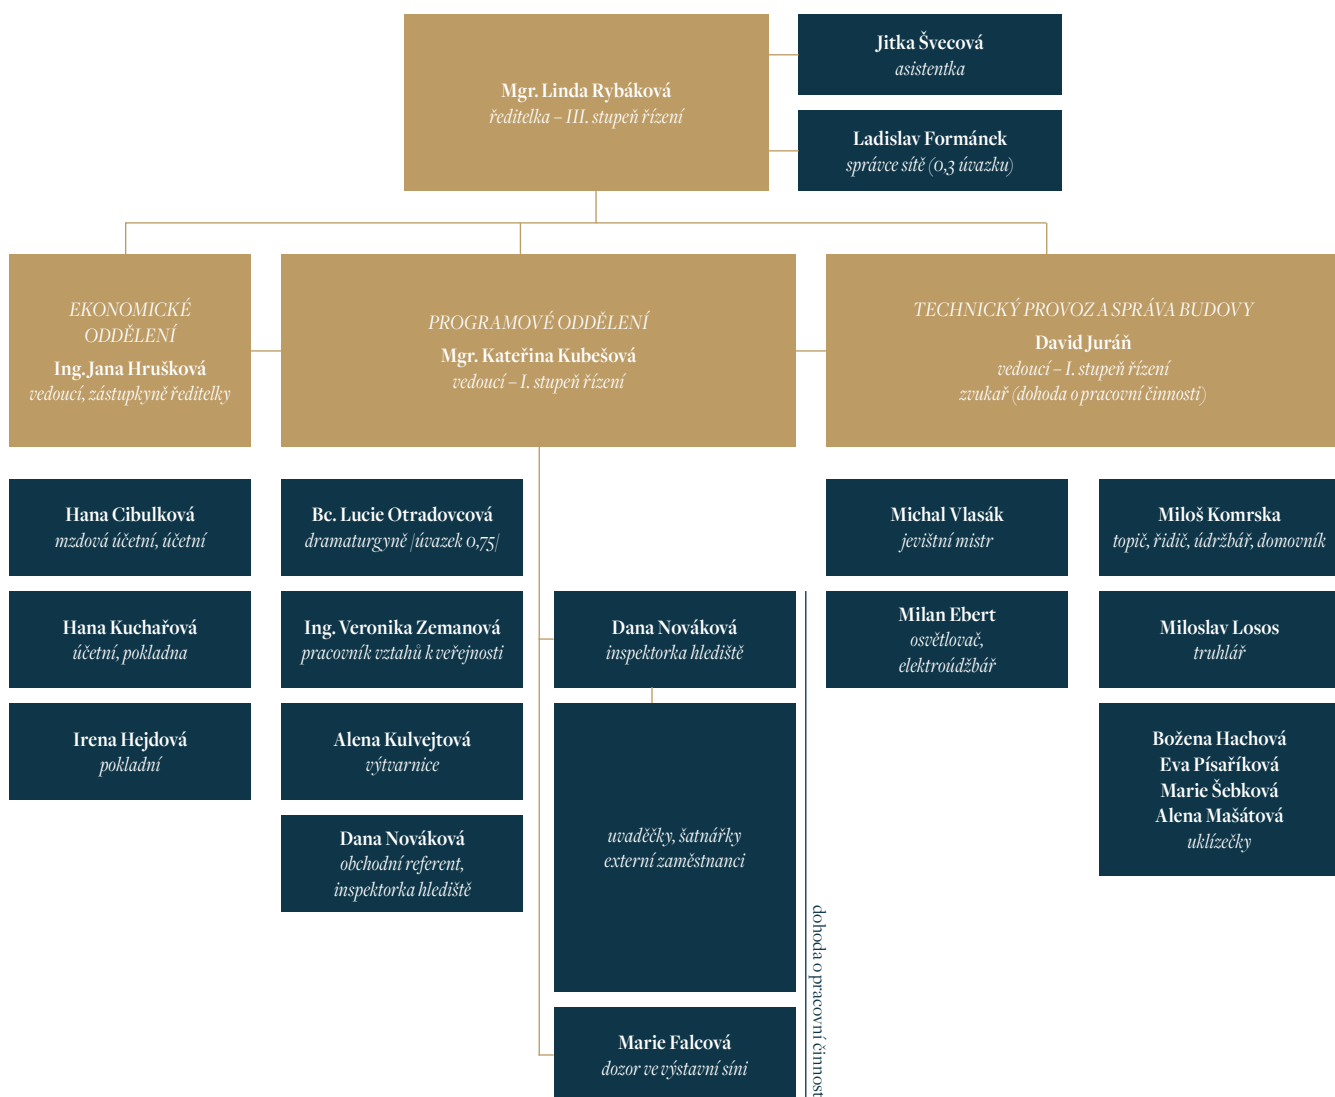 Mgr. Linda Rybáková
ředitelka – III. stupeň řízení
Jitka Švecová
asistentka
Ladislav Formánek
správce sítě (0,3 úvazku)
EKONOMICKÉ
ODDĚLENÍ
Ing. Jana Hrušková
vedoucí, zástupkyně ředitelky
PROGRAMOVÉ ODDĚLENÍ
Mgr. Kateřina Kubešová
vedoucí – I. stupeň řízení
TECHNICKÝ PROVOZ A SPRÁVA BUDOVY
David Juráň
vedoucí – I. stupeň řízení
zvukař (dohoda o pracovní činnosti)
Hana Cibulková
mzdová účetní, účetní
Hana Kuchařová
účetní, pokladna
Irena Hejdová
pokladní
Bc. Lucie Otradovcová
dramaturgyně /úvazek 0,75/
Ing. Veronika Zemanová
pracovník vztahů k veřejnosti
Alena Kulvejtová
výtvarnice
Dana Nováková
obchodní referent,
inspektorka hlediště
Dana Nováková
inspektorka hlediště
uvaděčky, šatnářky
externí zaměstnanci
Marie Falcová
dozor ve výstavní síni
dohoda o pracovní činnost
Michal Vlasák
jevištní mistr
Milan Ebert
osvětlovač,
elektroúdžbář
Miloš Komrska
topič, řidič, údržbář, domovník
Miloslav Losos
truhlář
Božena Hachová
Eva Písaříková
Marie Šebková
Alena Mašátová
uklízečky